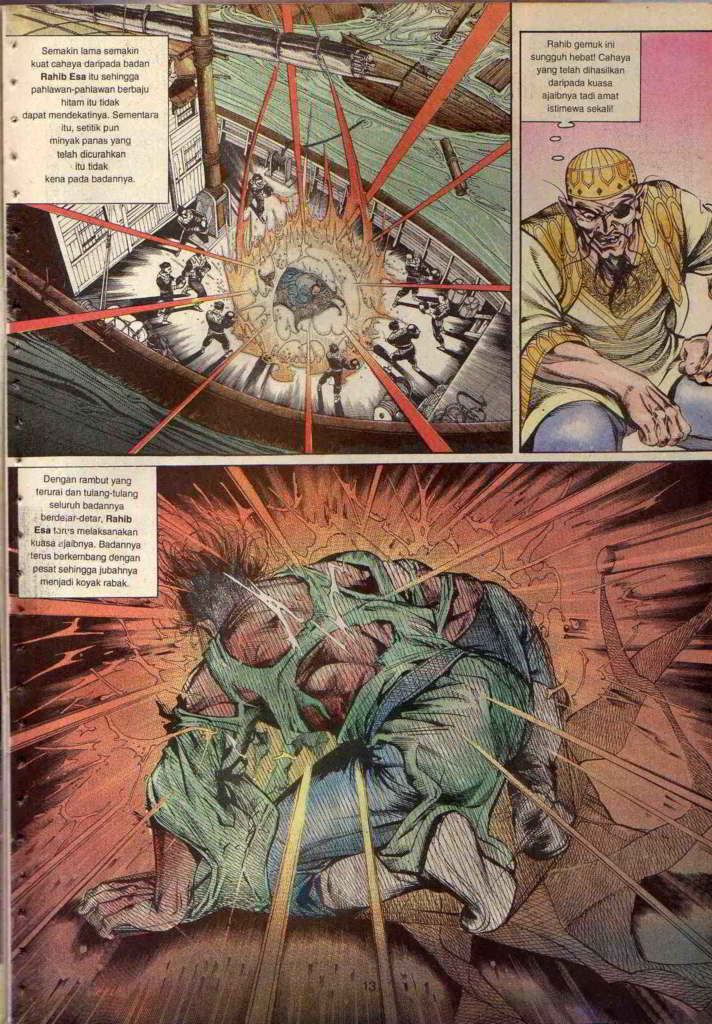 Semakin lama semakin
kuat cahaya daripada badan
Rahib Esa itu sehingga
pahlawan-pahlawan berbaju
hitam itu tidak
dapat mendekatinya. Sementara
itu, setitik pun
minyak panas yang
telah dicurahkan
itu tidak
kena pada badannya.
Rahib gemuk ini
sungguh hebat! Cahaya
yang telah dihasilkan
daripada kuasa
ajaibnya tadi amat
istimewa sekali!
Dengan rambut yang
terurai dan tulang-tulang
seluruh badannya
berdetar-detar, Rahib
Esa terus melaksanakan
kuasa ajaibnya. Badannya
terus berkembang dengan
pesat sehingga jubahnya
menjadi koyak rabak.
13